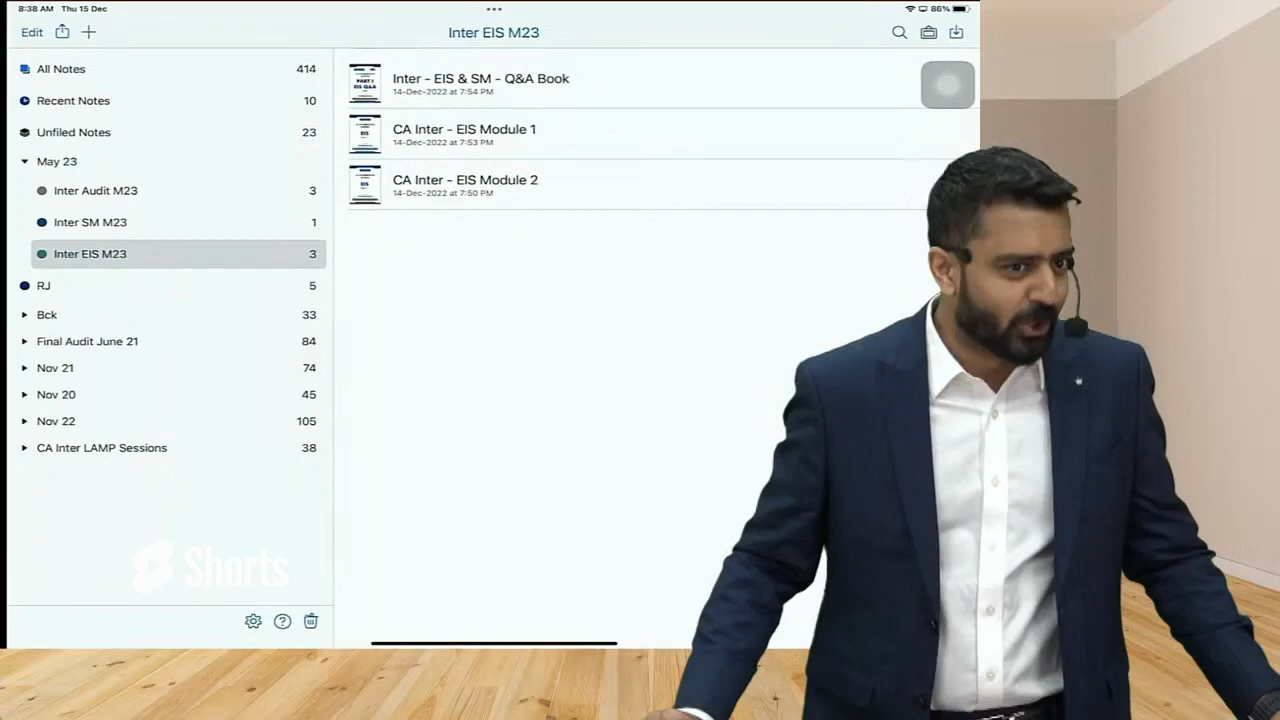 8:38 AM Thu 15 Dec
86%
Edit
Inter EIS M23
All Notes 414
Recent Notes 10
Unfiled Notes 23
May 23
Inter Audit M23 3
Inter SM M23 1
Inter EIS M23 3
RJ 5
Bck 33
Final Audit June 21 84
Nov 21 74
Nov 20 45
Nov 22 105
CA Inter LAMP Sessions 38
Inter - EIS & SM - Q&A Book
14-Dec-2022 at 7:54 PM
CA Inter - EIS Module 1
14-Dec-2022 at 7:53 PM
CA Inter - EIS Module 2
14-Dec-2022 at 7:50 PM
PART I
EIS Q&A
EIS
EIS
Shorts